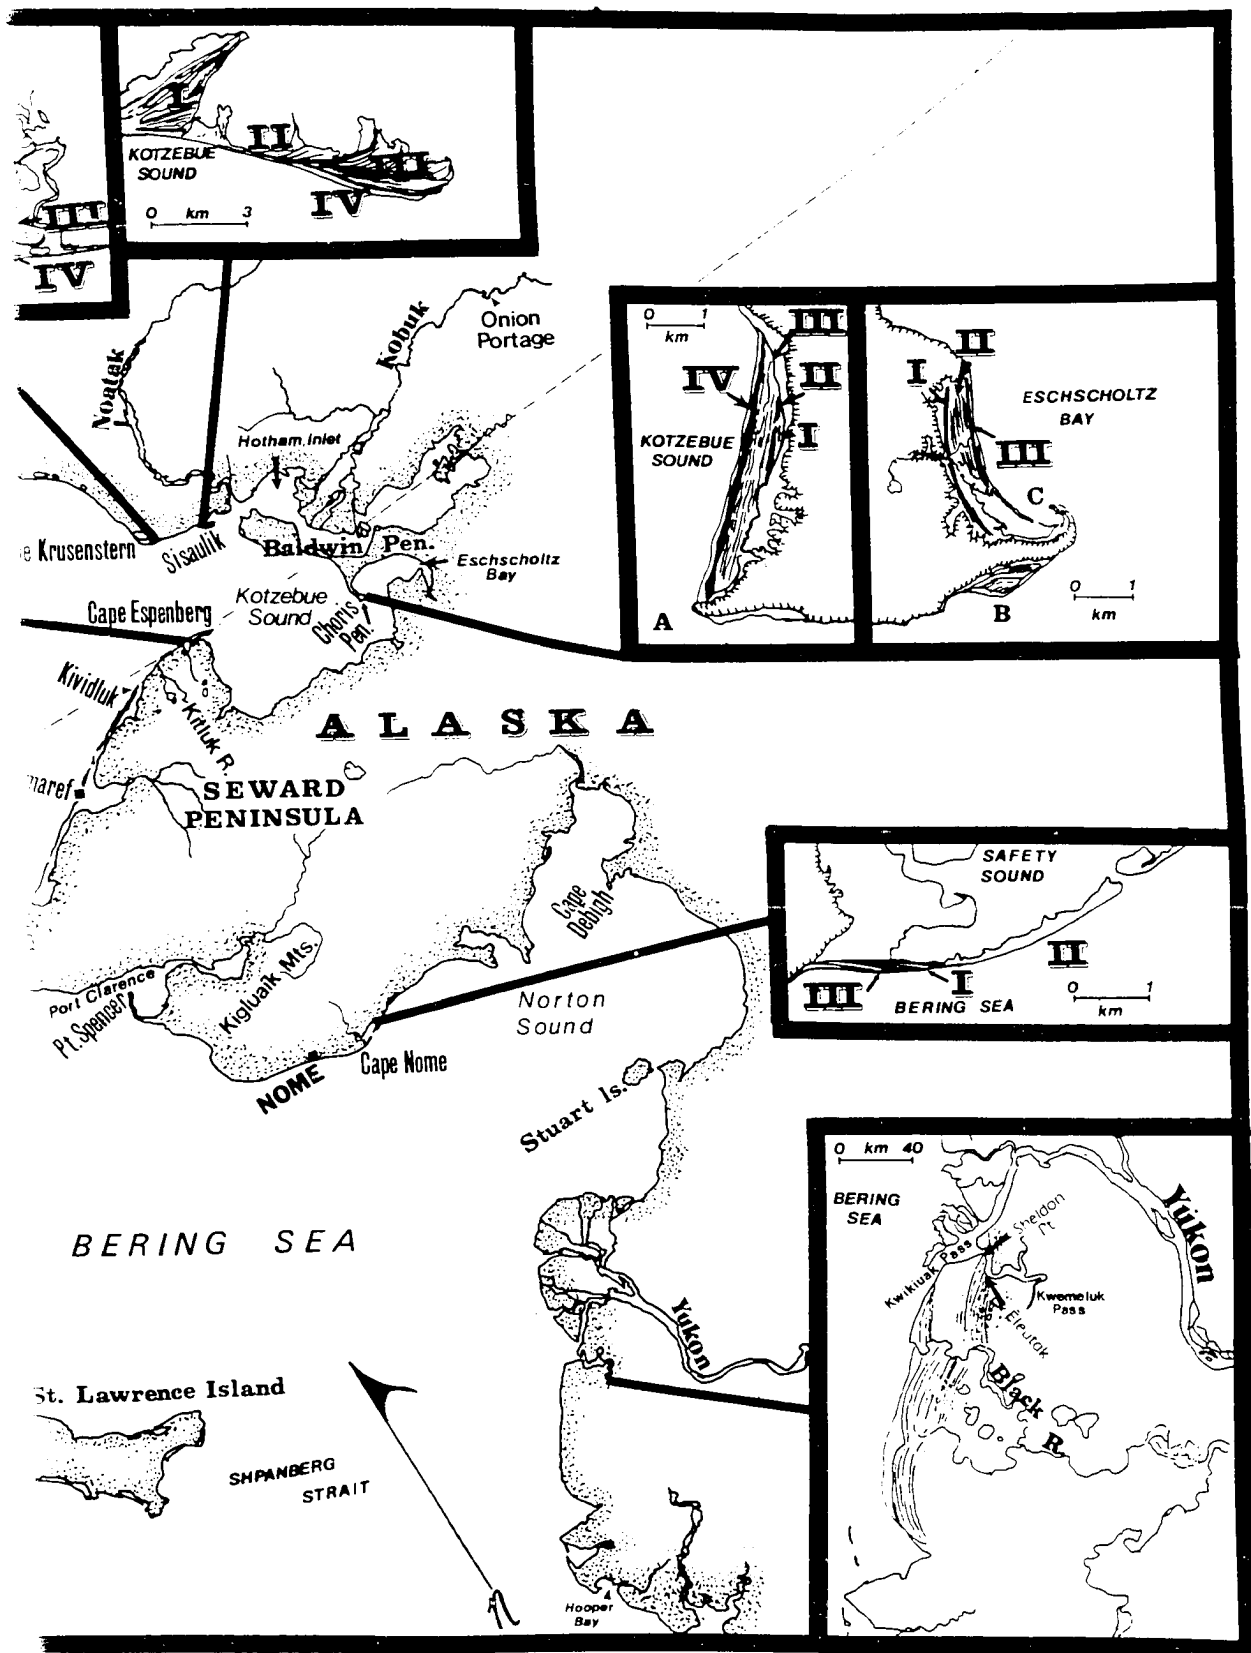 I
II
III
IV
KOTZEBUE
SOUND
0 km 3
III
IV
Noatak
Kobuk
Onion
Portage
Hotham Inlet
Krusenstern
Sisaulik
Baldwin Pen.
Eschscholtz
Bay
Kotzebue
Sound
Choris
Pen.
Cape Espenberg
Kividluk
Kitluk R.
0 1
km
III
IV
II
I
KOTZEBUE
SOUND
A
II
I
ESCHSCHOLTZ
BAY
III
C
0 1
km
B
ALASKA
SEWARD
PENINSULA
Cape
Debigh
Port Clarence
Pt. Spencer
Kigluaik Mts.
NOME
Cape Nome
Norton
Sound
SAFETY
SOUND
II
III
I
BERING SEA
0 1
km
Stuart Is.
BERING SEA
Yukon
St. Lawrence Island
SHPANBERG
STRAIT
Hooper
Bay
n
0 km 40
BERING
SEA
Yukon
Sheldon
Pt
Kwikluak Pass
Kwemeluk
Pass
Eleutak
Black
R.